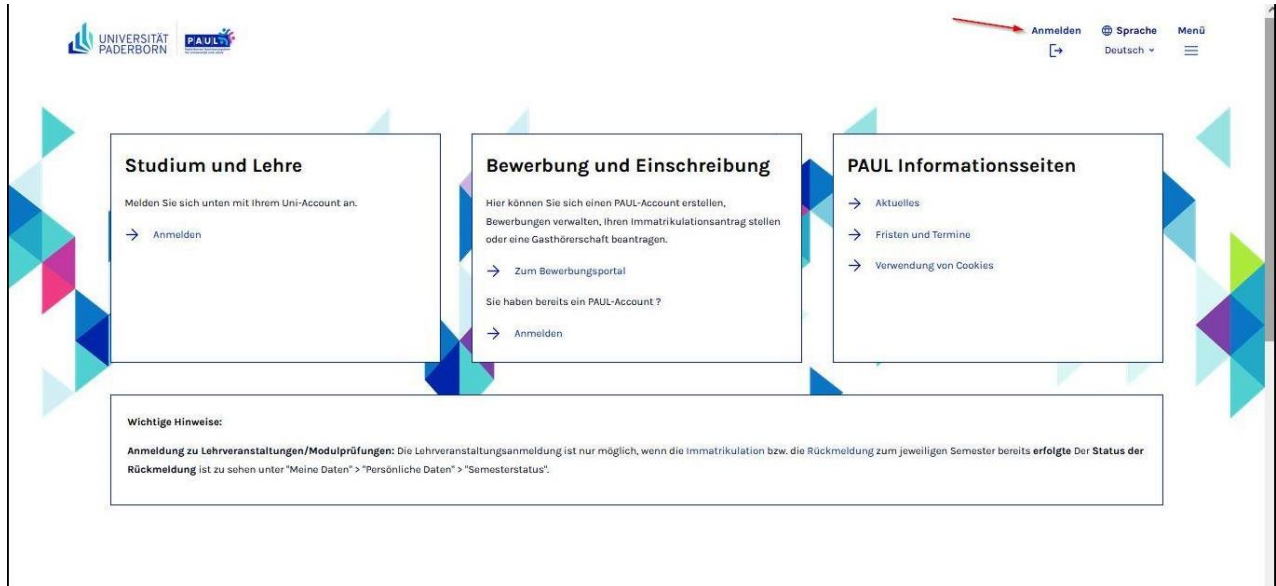 UNIVERSITÄT
PADERBORN
PAUL
Anmelden
Sprache
Deutsch
Menü
Studium und Lehre
Melden Sie sich unten mit Ihrem Uni-Account an.
Anmelden
Bewerbung und Einschreibung
Hier können Sie sich einen PAUL-Account erstellen,
Bewerbungen verwalten, Ihren Immatrikulationsantrag stellen
oder eine Gasthörerschaft beantragen.
Zum Bewerbungsportal
Sie haben bereits ein PAUL-Account ?
Anmelden
PAUL Informationsseiten
Aktuelles
Fristen und Termine
Verwendung von Cookies
Wichtige Hinweise:
Anmeldung zu Lehrveranstaltungen/Modulprüfungen: Die Lehrveranstaltungsanmeldung ist nur möglich, wenn die Immatrikulation bzw. die Rückmeldung zum jeweiligen Semester bereits erfolgte Der Status der
Rückmeldung ist zu sehen unter "Meine Daten" > "Persönliche Daten" > "Semesterstatus".